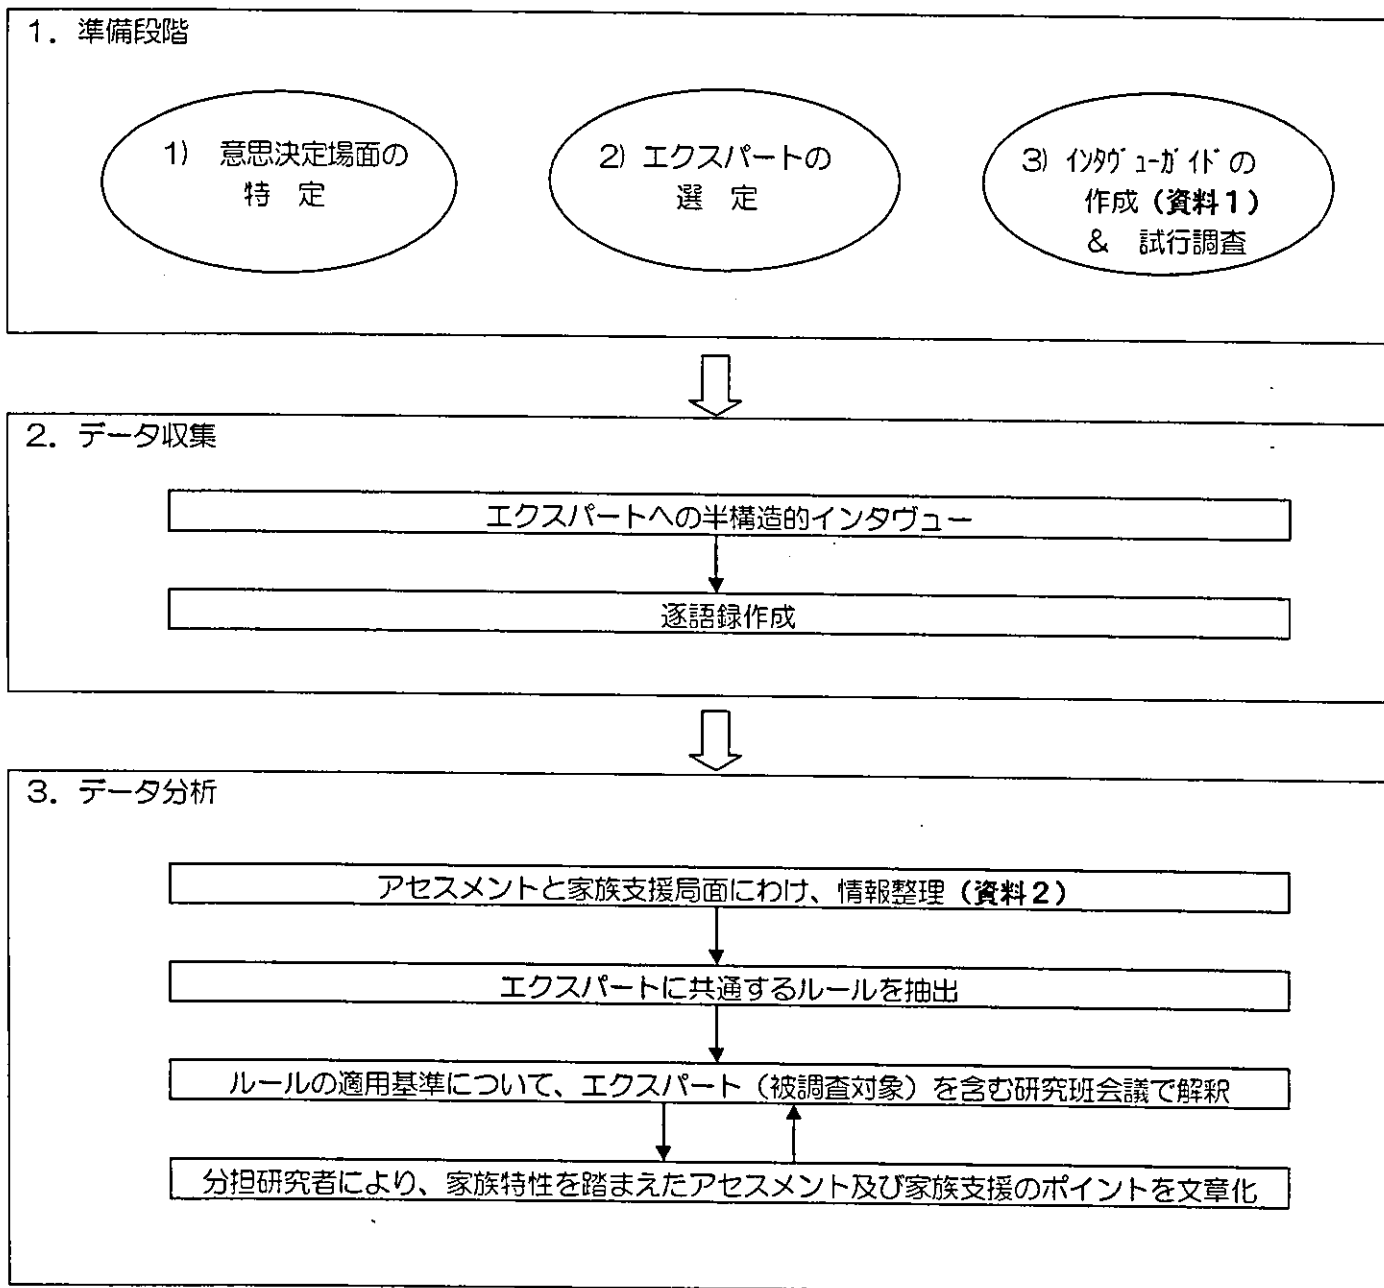 1．準備段階
1) 意思決定場面の
特 定
2) エクスパートの
選 定
3) ｲﾝﾀｳﾞｭｰｶﾞｲﾄﾞの
作成（資料１）
＆ 試行調査
2．データ収集
エクスパートへの半構造的インタヴュー
逐語録作成
3．データ分析
アセスメントと家族支援局面にわけ、情報整理（資料２）
エクスパートに共通するルールを抽出
ルールの適用基準について、エクスパート（被調査対象）を含む研究班会議で解釈
分担研究者により、家族特性を踏まえたアセスメント及び家族支援のポイントを文章化